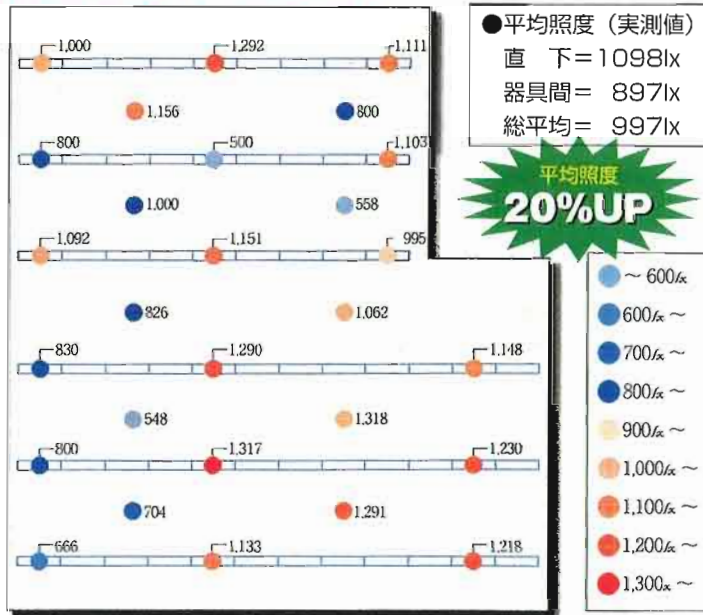 1,000 1,292 1,111
1,156 800
800 500 1,103
1,000 558
1,092 1,151 995
826 1,062
830 1,290 1,148
548 1,318
800 1,317 1,230
704 1,291
666 1,133 1,218
●平均照度（実測値）
直 下＝1098lx
器具間＝ 897lx
総平均＝ 997lx
平均照度
20%UP
～ 600lx
600lx ～
700lx ～
800lx ～
900lx ～
1,000lx ～
1,100lx ～
1,200lx ～
1,300lx ～